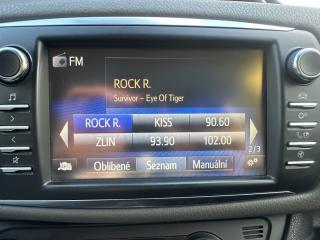 FM
ROCK R.
Survivor - Eye Of Tiger
ROCK R. KISS 90.60
ZLIN 93.90 102.00
2/3
Oblíbené Seznam Manuální